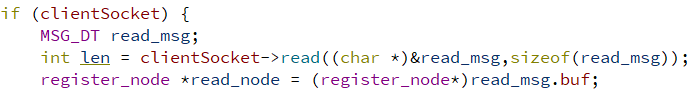 if (clientSocket) {
MSG_DT read_msg;
int len = clientSocket->read((char *)&read_msg,sizeof(read_msg));
register_node *read_node = (register_node*)read_msg.buf;